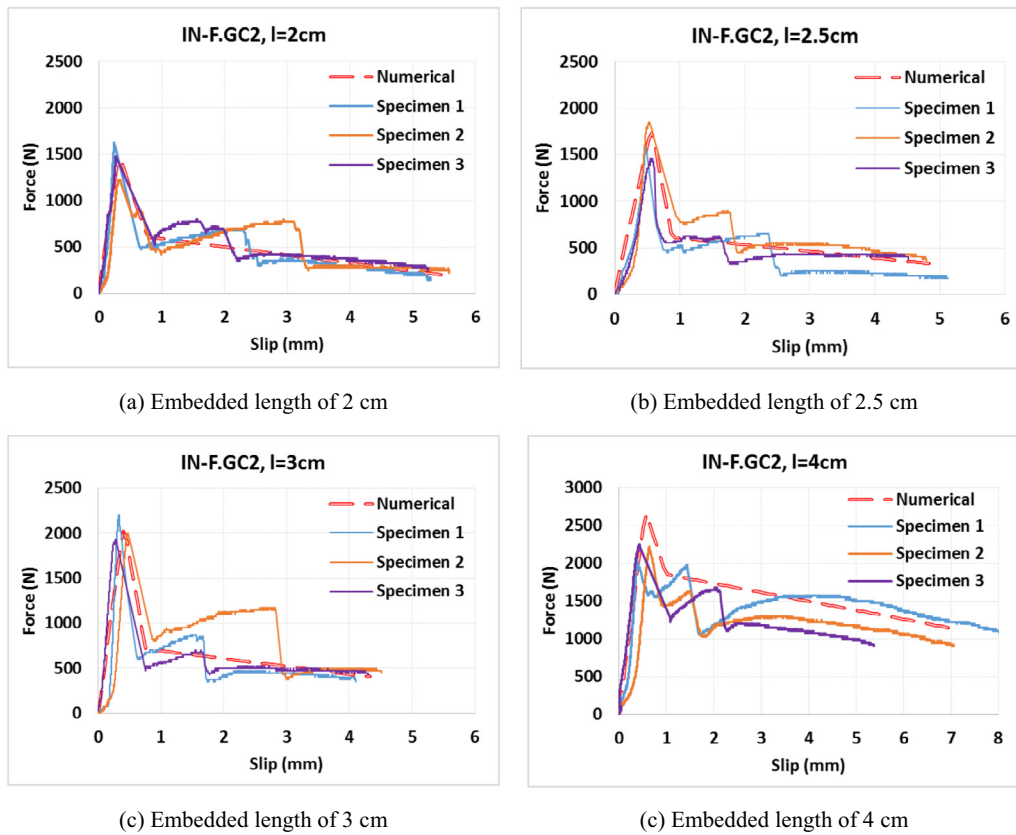 IN-F.GC2, l=2cm
Force (N)
2500
2000
1500
1000
500
0
Numerical
Specimen 1
Specimen 2
Specimen 3
0 1 2 3 4 5 6
Slip (mm)
(a) Embedded length of 2 cm
IN-F.GC2, l=2.5cm
Force (N)
2500
2000
1500
1000
500
0
Numerical
Specimen 1
Specimen 2
Specimen 3
0 1 2 3 4 5 6
Slip (mm)
(b) Embedded length of 2.5 cm
IN-F.GC2, l=3cm
Force (N)
2500
2000
1500
1000
500
0
Numerical
Specimen 1
Specimen 2
Specimen 3
0 1 2 3 4 5 6
Slip (mm)
(c) Embedded length of 3 cm
IN-F.GC2, l=4cm
Force (N)
3000
2500
2000
1500
1000
500
0
Numerical
Specimen 1
Specimen 2
Specimen 3
0 1 2 3 4 5 6 7 8
Slip (mm)
(c) Embedded length of 4 cm